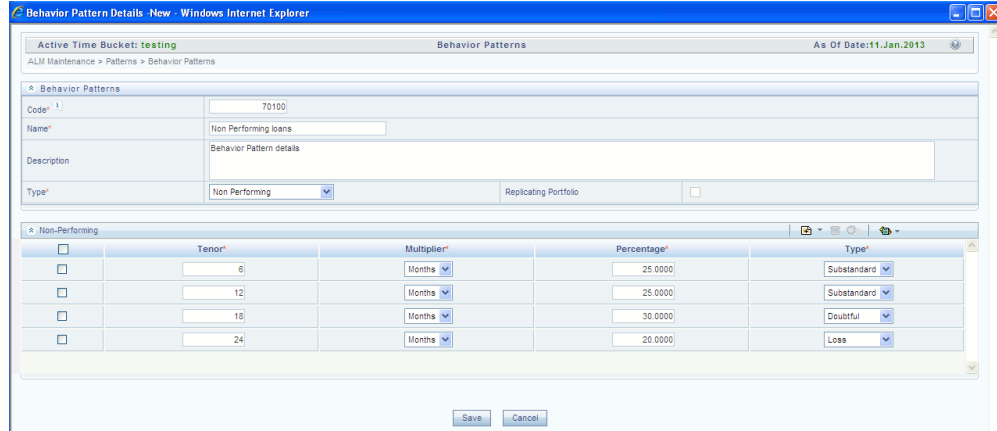 Behavior Pattern Details -New - Windows Internet Explorer
Active Time Bucket: testing Behavior Patterns As Of Date:11.Jan.2013
ALM Maintenance > Patterns > Behavior Patterns
Behavior Patterns
Code* 70100
Name* Non Performing loans
Description Behavior Pattern details
Type* Non Performing Replicating Portfolio
Non-Performing
Tenor* Multiplier* Percentage* Type*
6 Months 25.0000 Substandard
12 Months 25.0000 Substandard
18 Months 30.0000 Doubtful
24 Months 20.0000 Loss
Save Cancel